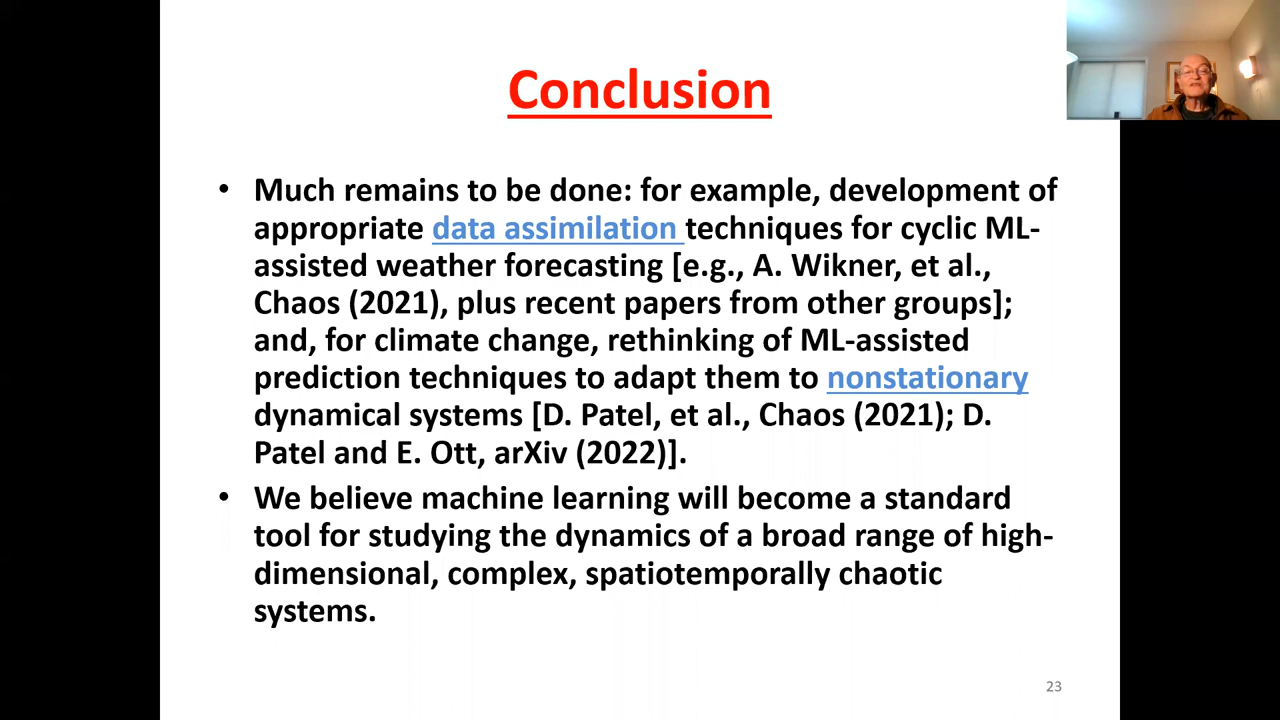 Conclusion
• Much remains to be done: for example, development of
appropriate data assimilation techniques for cyclic ML-
assisted weather forecasting [e.g., A. Wikner, et al.,
Chaos (2021), plus recent papers from other groups];
and, for climate change, rethinking of ML-assisted
prediction techniques to adapt them to nonstationary
dynamical systems [D. Patel, et al., Chaos (2021); D.
Patel and E. Ott, arXiv (2022)].
• We believe machine learning will become a standard
tool for studying the dynamics of a broad range of high-
dimensional, complex, spatiotemporally chaotic
systems.
23